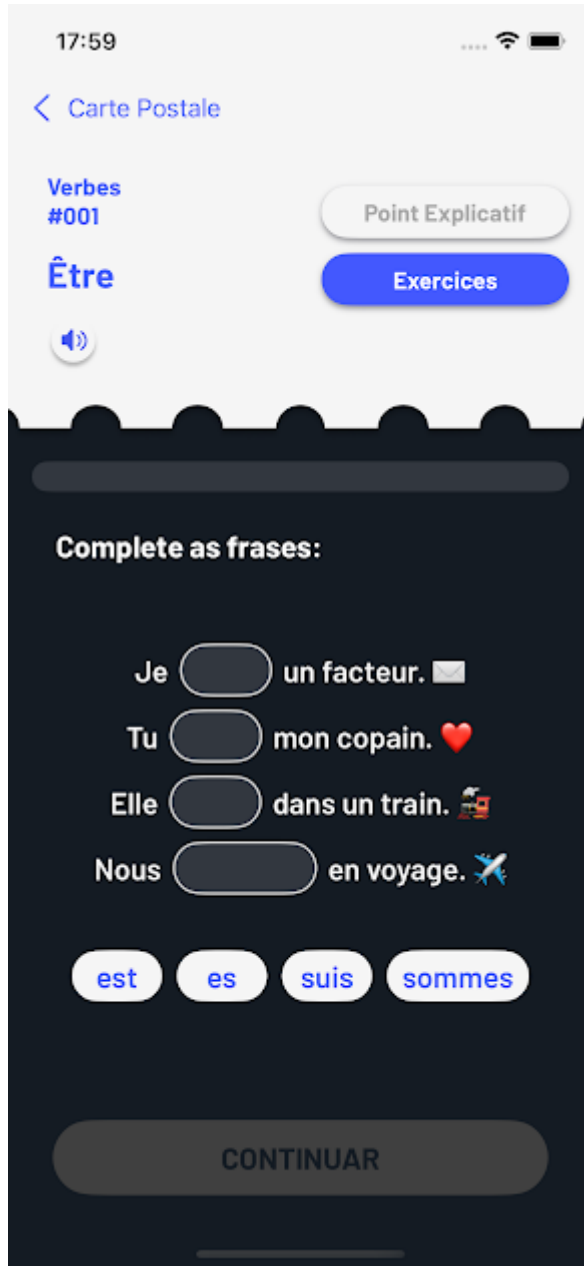 17:59
Carte Postale
Verbes
#001
Point Explicatif
Être
Exercices
Complete as frases:
Je un facteur. ✉️
Tu mon copain. ❤️
Elle dans un train. 🚂
Nous en voyage. ✈️
est es suis sommes
CONTINUAR